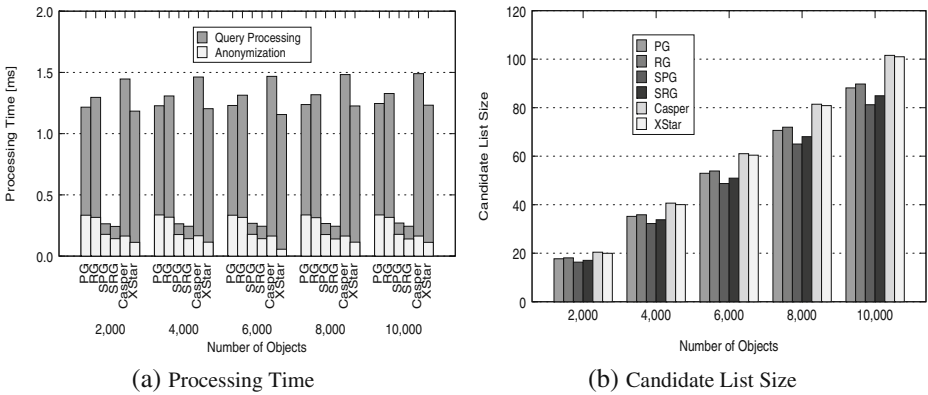 2.0
1.5
1.0
0.5
0.0
Processing Time [ms]
Query Processing
Anonymization
PG
RG
SPG
SRG
Casper
XStar
PG
RG
SPG
SRG
Casper
XStar
PG
RG
SPG
SRG
Casper
XStar
PG
RG
SPG
SRG
Casper
XStar
PG
RG
SPG
SRG
Casper
XStar
2,000 4,000 6,000 8,000 10,000
Number of Objects
(a) Processing Time
120
100
80
60
40
20
0
Candidate List Size
PG
RG
SPG
SRG
Casper
XStar
2,000 4,000 6,000 8,000 10,000
Number of Objects
(b) Candidate List Size